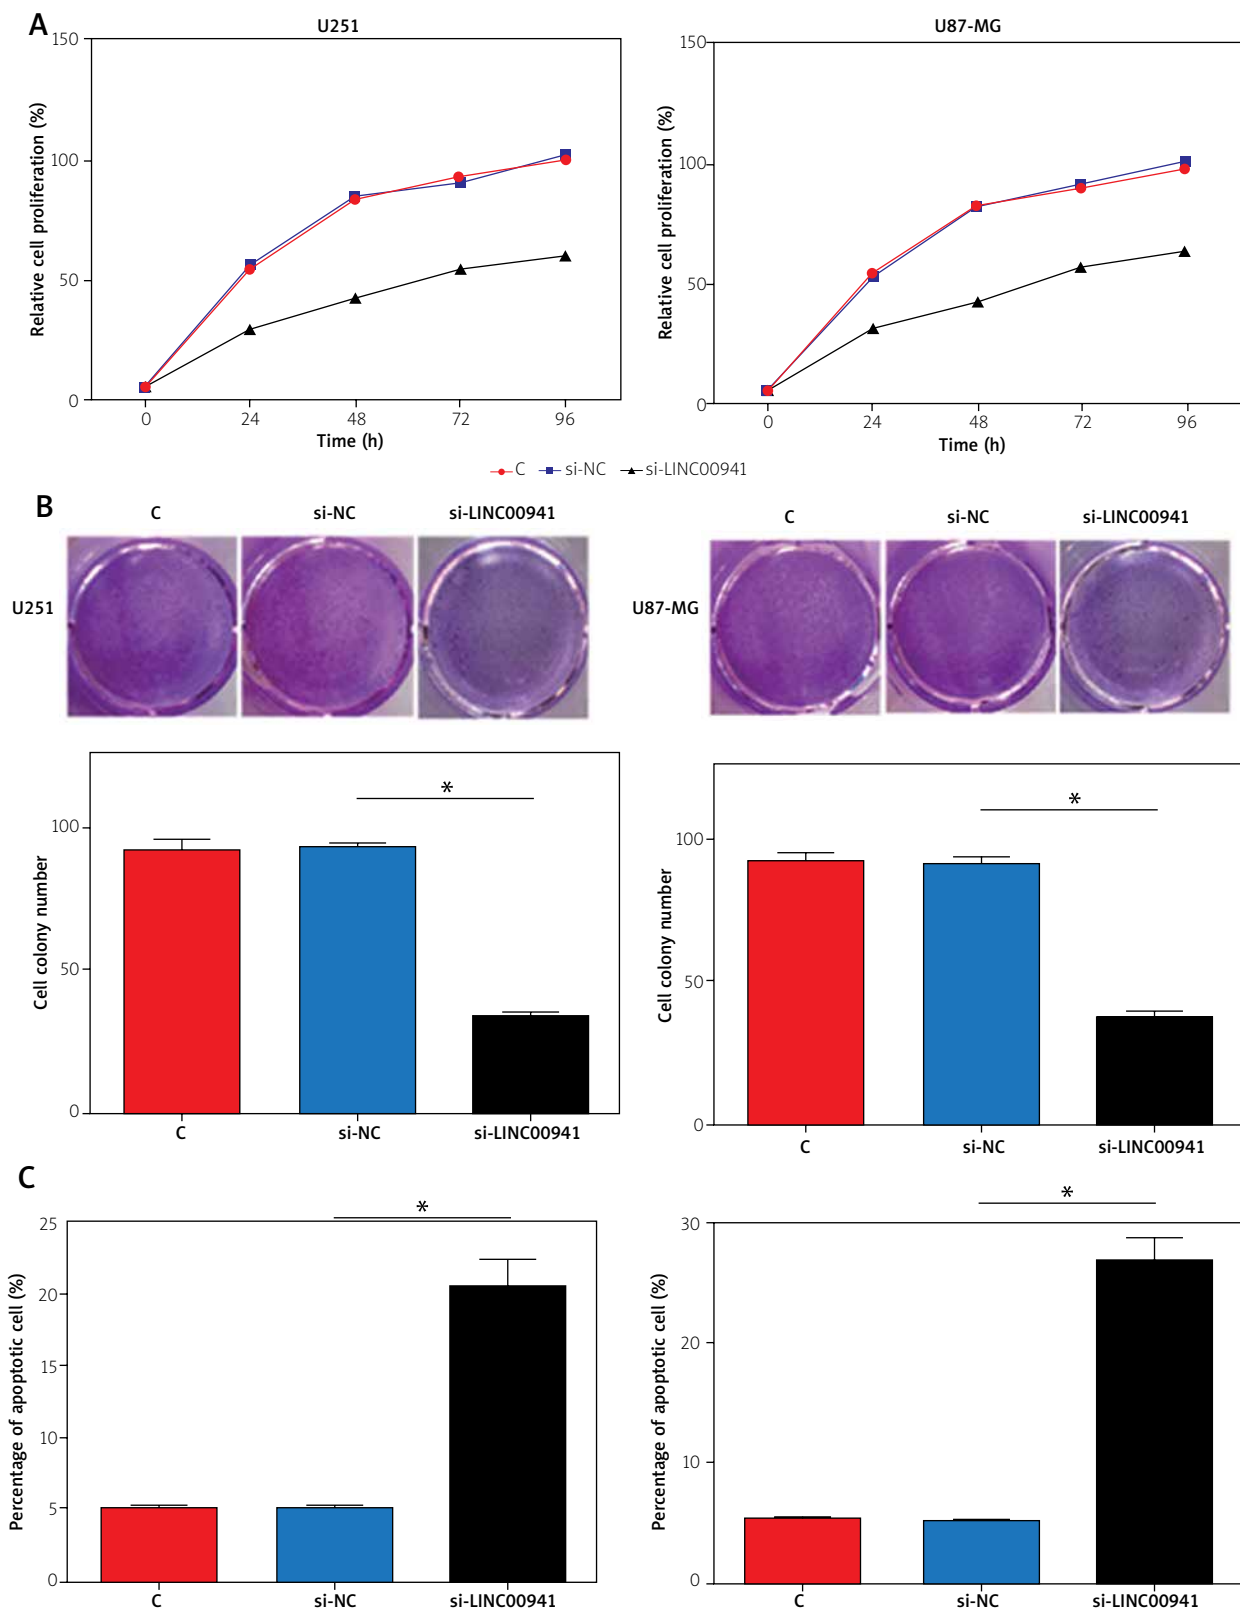 A
U251
150
100
50
0
Relative cell proliferation (%)
0 24 48 72 96
Time (h)
U87-MG
150
100
50
0
Relative cell proliferation (%)
0 24 48 72 96
Time (h)
C si-NC si-LINC00941
B
C si-NC si-LINC00941
U251
C si-NC si-LINC00941
U87-MG
*
100
50
0
Cell colony number
C si-NC si-LINC00941
*
100
50
0
Cell colony number
C si-NC si-LINC00941
C
*
25
20
15
10
5
0
Percentage of apoptotic cell (%)
C si-NC si-LINC00941
*
30
20
10
0
Percentage of apoptotic cell (%)
C si-NC si-LINC00941